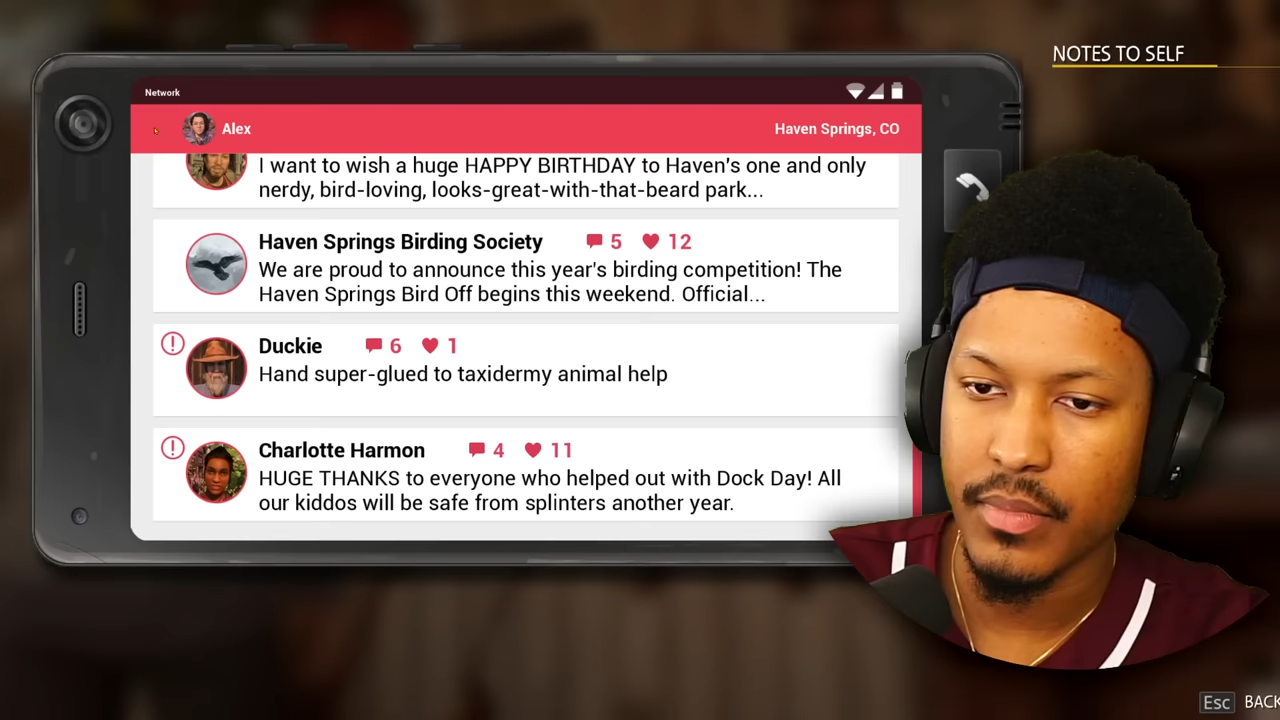 NOTES TO SELF
Network
Alex
Haven Springs, CO
I want to wish a huge HAPPY BIRTHDAY to Haven's one and only
nerdy, bird-loving, looks-great-with-that-beard park...
Haven Springs Birding Society 5 12
We are proud to announce this year's birding competition! The
Haven Springs Bird Off begins this weekend. Official...
Duckie 6 1
Hand super-glued to taxidermy animal help
Charlotte Harmon 4 11
HUGE THANKS to everyone who helped out with Dock Day! All
our kiddos will be safe from splinters another year.
Esc BACK